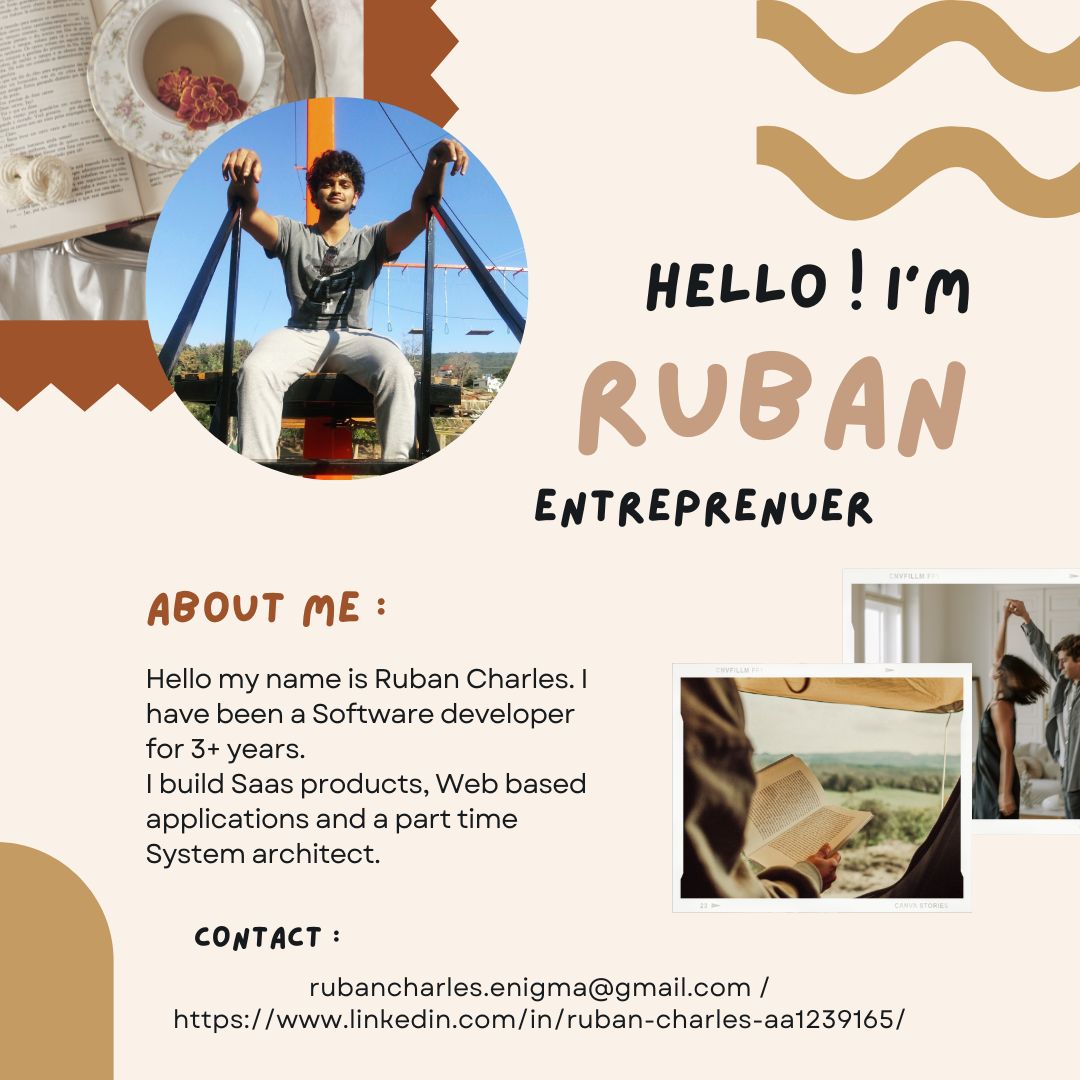 HELLO ! I'M
RUBAN
ENTREPRENUER
ABOUT ME :
Hello my name is Ruban Charles. I
have been a Software developer
for 3+ years.
I build Saas products, Web based
applications and a part time
System architect.
CNVFILLM
CNVFILLM
23
CANVA STORIES
CONTACT :
rubancharles.enigma@gmail.com /
https://www.linkedin.com/in/ruban-charles-aa1239165/